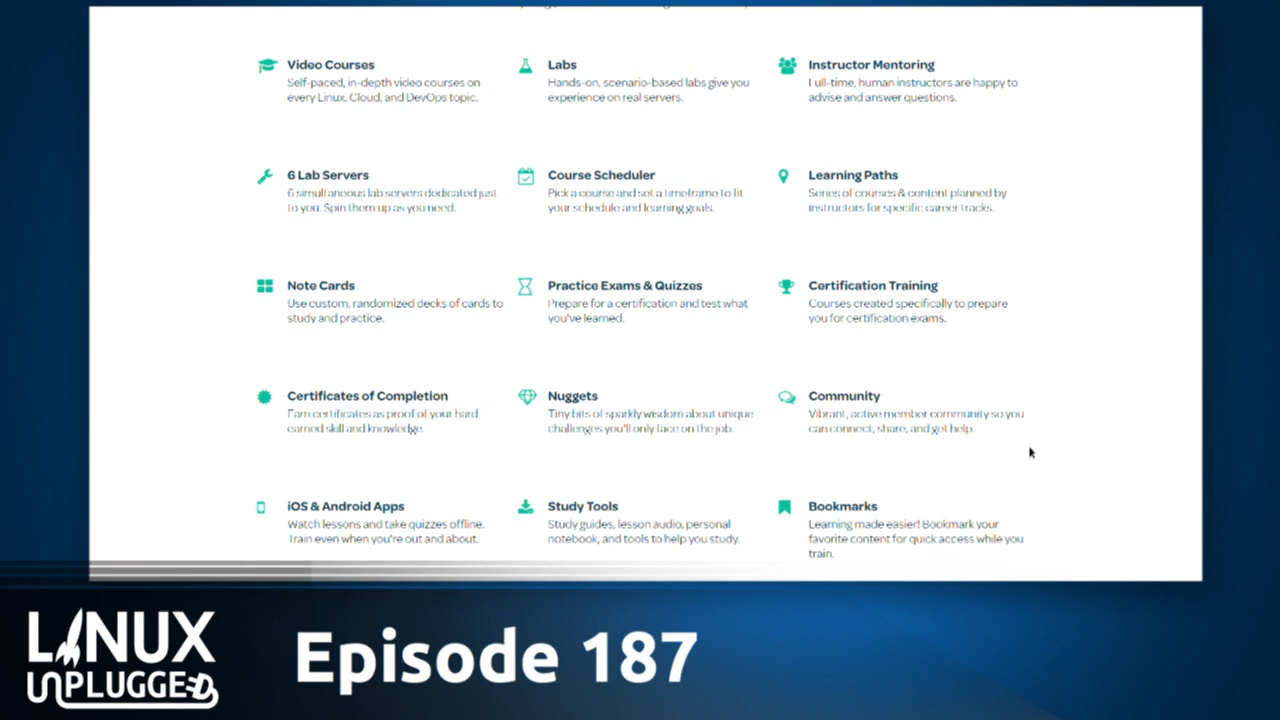 Video Courses
Self-paced, in-depth video courses on
every Linux, Cloud, and DevOps topic.
Labs
Hands-on, scenario-based labs give you
experience on real servers.
Instructor Mentoring
Full-time, human instructors are happy to
advise and answer questions.
6 Lab Servers
6 simultaneous lab servers dedicated just
to you. Spin them up as you need.
Course Scheduler
Pick a course and set a timeframe to fit
your schedule and learning goals.
Learning Paths
Series of courses & content planned by
instructors for specific career tracks.
Note Cards
Use custom, randomized decks of cards to
study and practice.
Practice Exams & Quizzes
Prepare for a certification and test what
you've learned.
Certification Training
Courses created specifically to prepare
you for certification exams.
Certificates of Completion
Earn certificates as proof of your hard
earned skill and knowledge.
Nuggets
Tiny bits of sparkly wisdom about unique
challenges you'll only face on the job.
Community
Vibrant, active member community so you
can connect, share, and get help.
iOS & Android Apps
Watch lessons and take quizzes offline.
Train even when you're out and about.
Study Tools
Study guides, lesson audio, personal
notebook, and tools to help you study.
Bookmarks
Learning made easier! Bookmark your
favorite content for quick access while you
train.
LINUX
UNPLUGGED
Episode 187